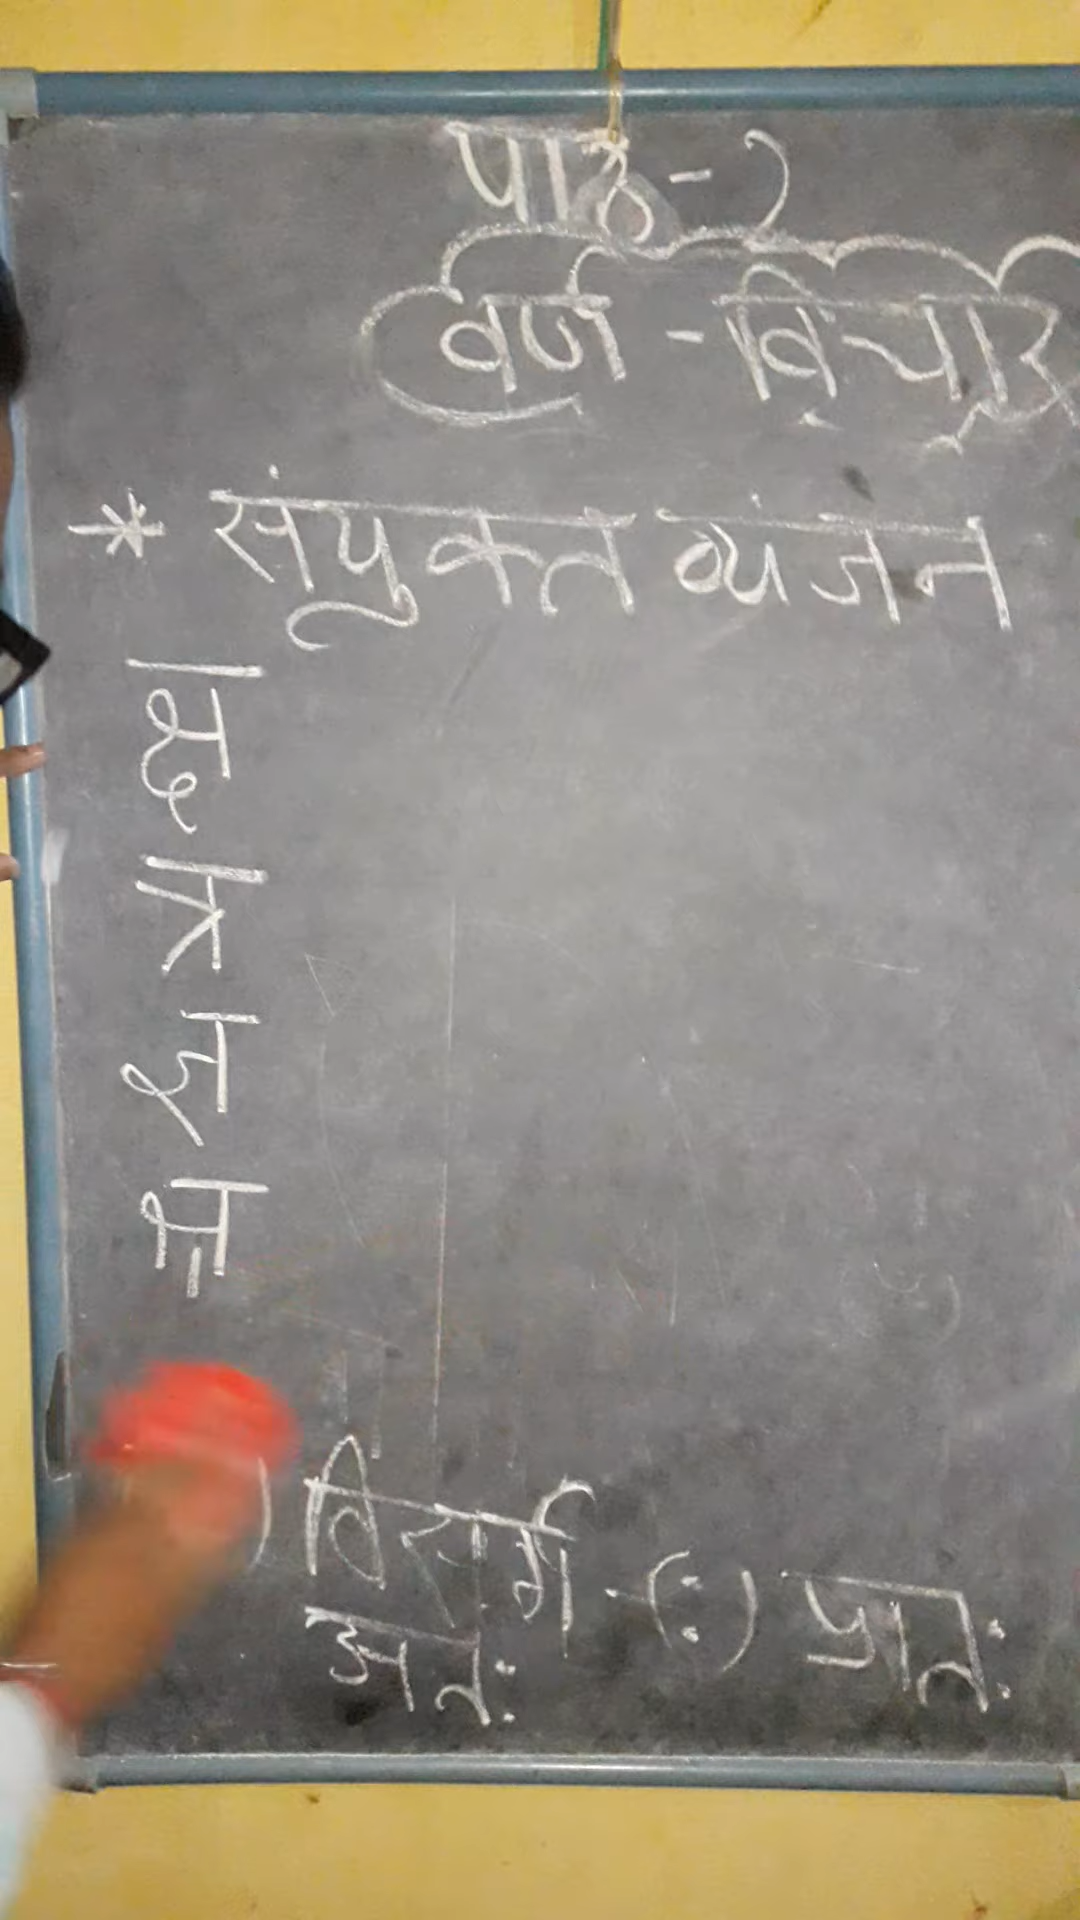 पाठ-2
वर्ण-विचार
* संयुक्त व्यंजन
क्ष
त्र
ज्ञ
श्र
विसर्ग-(:) प्रात:
अत: